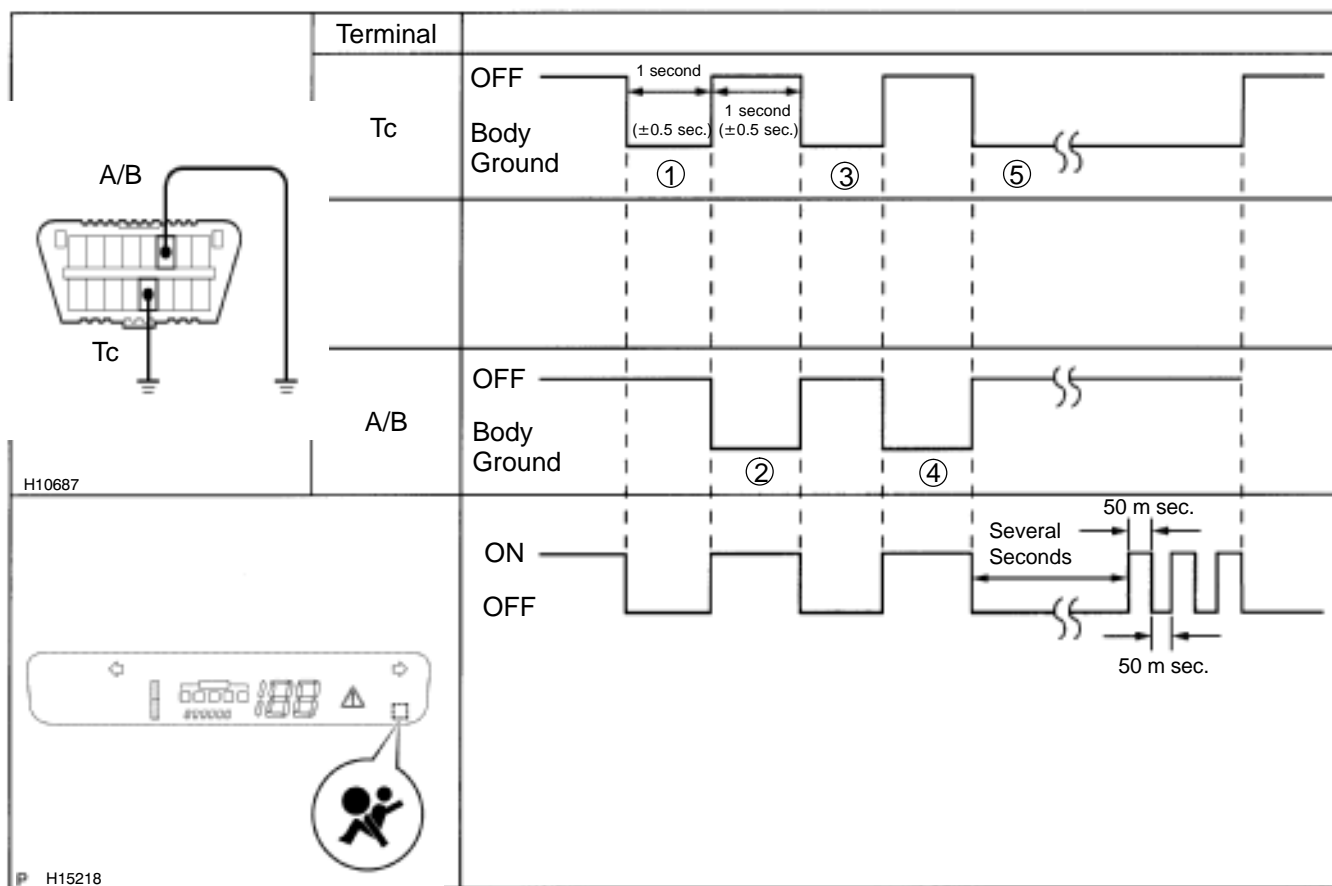 Terminal
Tc
OFF
1 second
(±0.5 sec.)
1 second
(±0.5 sec.)
Body
Ground
1
3
5
A/B
Tc
H10687
A/B
OFF
Body
Ground
2
4
ON
OFF
Several
Seconds
50 m sec.
50 m sec.
188
P H15218